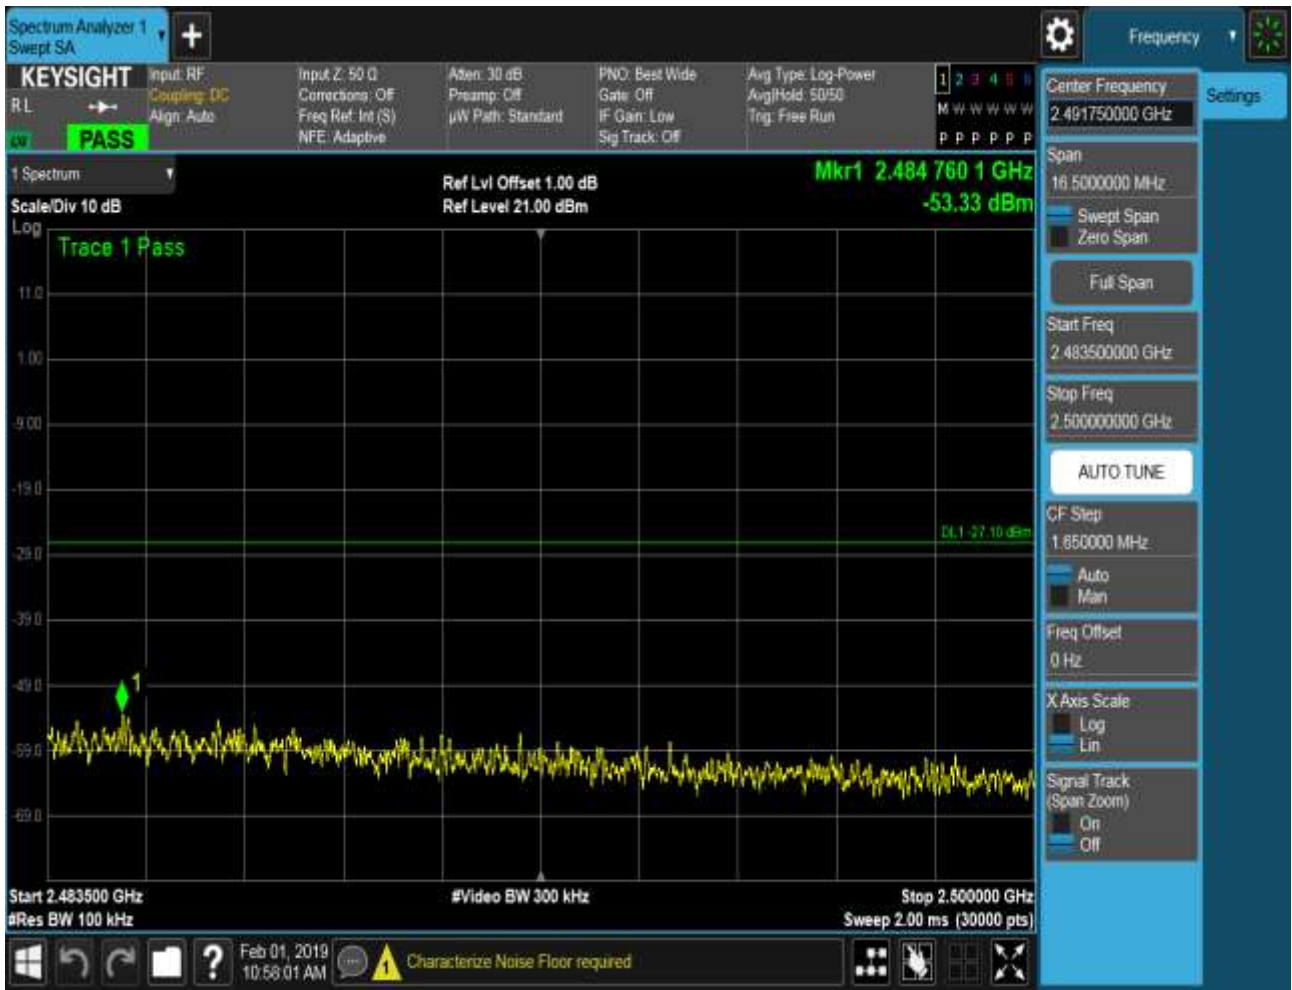 Spectrum Analyzer 1
Swept SA
+
Frequency
KEYSIGHT
Input: RF
Coupling: DC
Align: Auto
Input Z: 50 Ω
Corrections: Off
Freq Ref: Int (S)
NFE: Adaptive
Atten: 30 dB
Preamp: Off
µW Path: Standard
PNO: Best Wide
Gate: Off
IF Gain: Low
Sig Track: Off
Avg Type: Log-Power
Avg|Hold: 50/50
Trig: Free Run
1 2 3 4 5 6
M W W W W W
P P P P P P
R L
PASS
1 Spectrum
Scale/Div 10 dB
Ref Lvl Offset 1.00 dB
Ref Level 21.00 dBm
Mkr1 2.484 760 1 GHz
-53.33 dBm
Log
Trace 1 Pass
11.0
1.00
-9.00
-19.0
-29.0
-39.0
-49.0
-59.0
-69.0
DL1 -27.10 dBm
1
Start 2.483500 GHz
#Res BW 100 kHz
#Video BW 300 kHz
Stop 2.500000 GHz
Sweep 2.00 ms (30000 pts)
Center Frequency
2.491750000 GHz
Settings
Span
16.5000000 MHz
Swept Span
Zero Span
Full Span
Start Freq
2.483500000 GHz
Stop Freq
2.500000000 GHz
AUTO TUNE
CF Step
1.650000 MHz
Auto
Man
Freq Offset
0 Hz
X Axis Scale
Log
Lin
Signal Track
(Span Zoom)
On
Off
?
Feb 01, 2019
10:58:01 AM
1
Characterize Noise Floor required